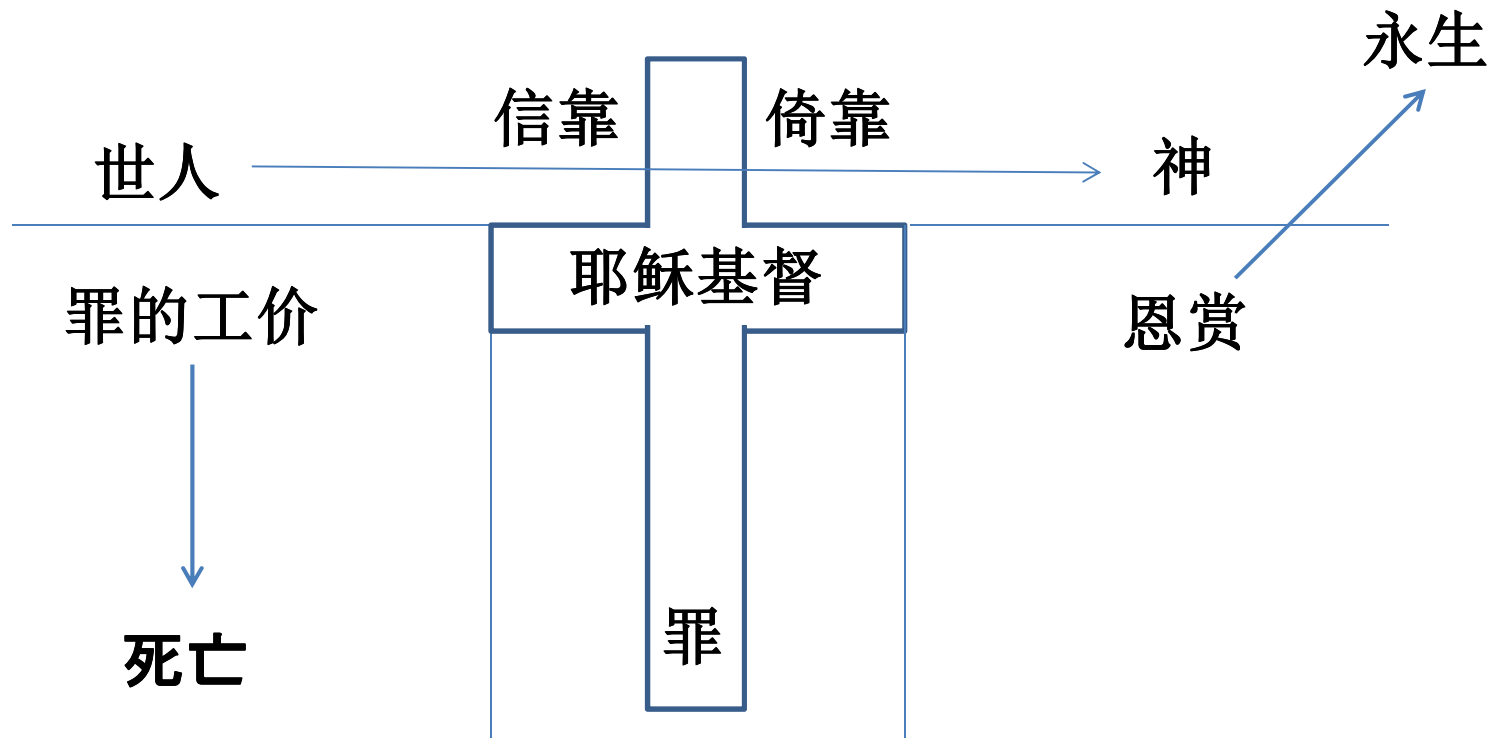 永生
信靠
倚靠
世人
神
耶稣基督
罪的工价
恩赏
罪
死亡